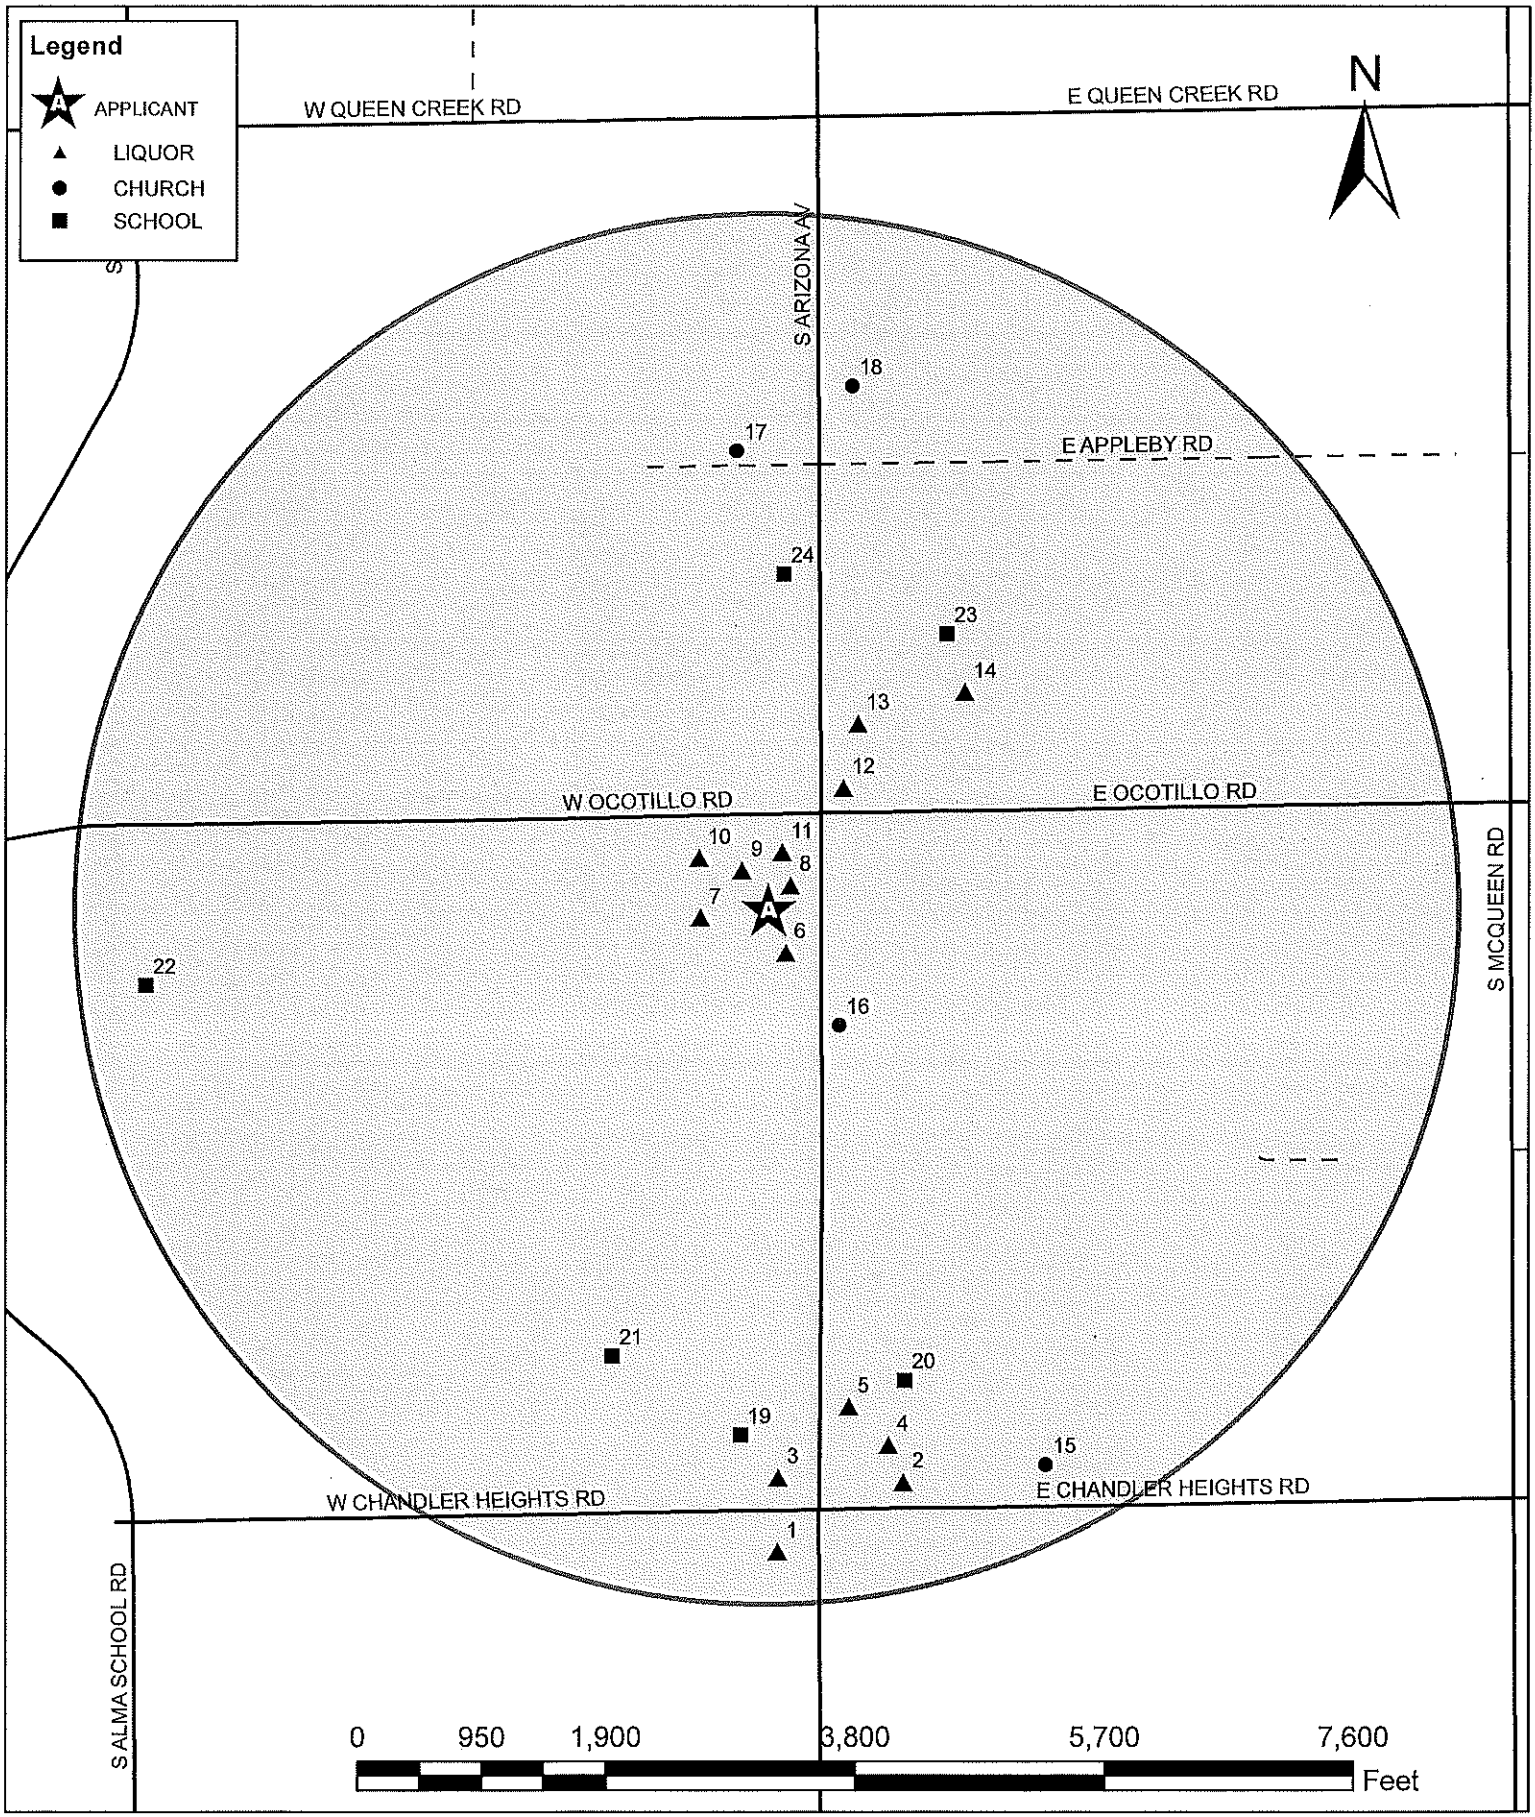 Legend
A APPLICANT
LIQUOR
CHURCH
SCHOOL
N
W QUEEN CREEK RD
E QUEEN CREEK RD
S
S ARIZONA AV
18
17
E APPLEBY RD
24
23
14
13
12
W OCOTILLO RD
E OCOTILLO RD
10
9
11
8
7
A
6
S MCQUEEN RD
22
16
21
20
5
19
4
3
2
15
W CHANDLER HEIGHTS RD
E CHANDLER HEIGHTS RD
1
S ALMA SCHOOL RD
0 950 1,900 3,800 5,700 7,600
Feet